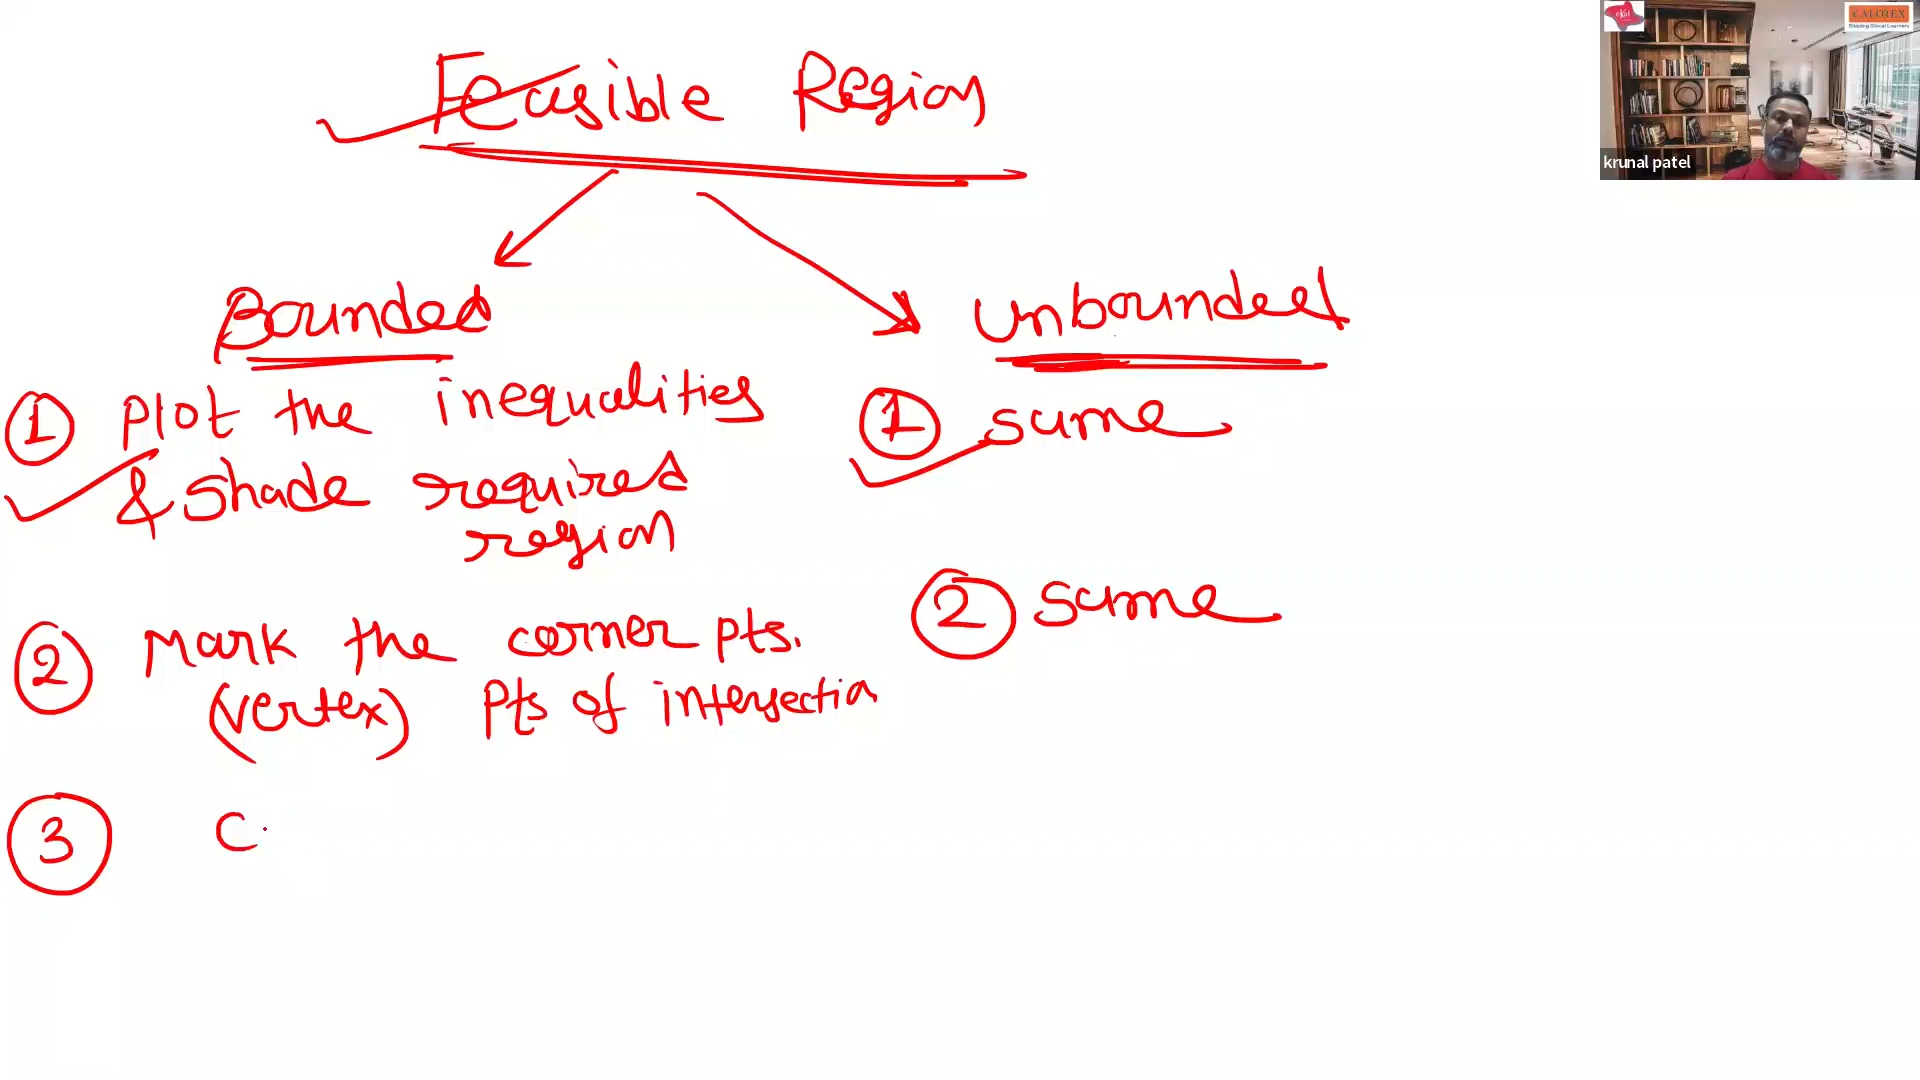 Feasible Region
Bounded
Unbounded
1 Plot the inequalities
& shade required
region
1 same
2 Mark the corner pts.
(vertex) Pts of intersection
2 same
3 C
krunal patel
CALOREX